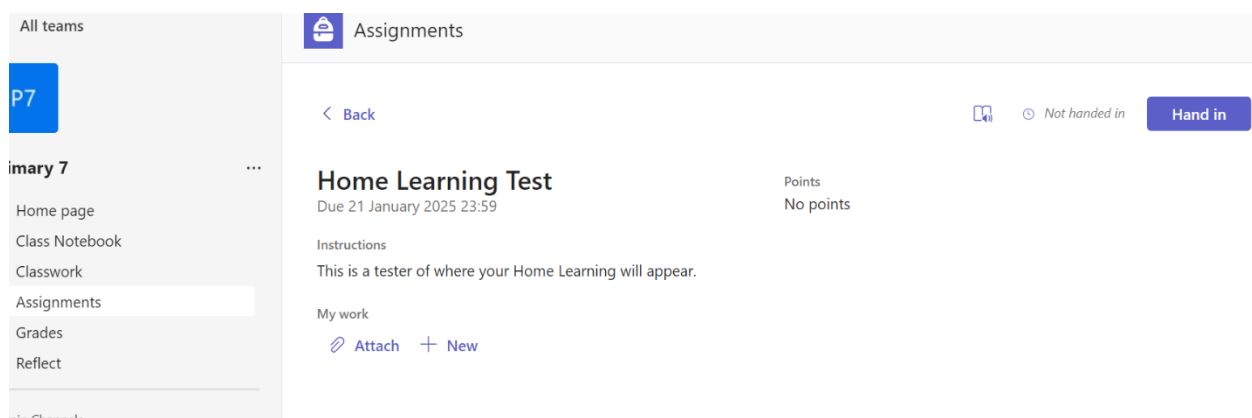 All teams
P7
imary 7
...
Home page
Class Notebook
Classwork
Assignments
Grades
Reflect
Assignments
Back
Not handed in
Hand in
Home Learning Test
Due 21 January 2025 23:59
Points
No points
Instructions
This is a tester of where your Home Learning will appear.
My work
Attach
New